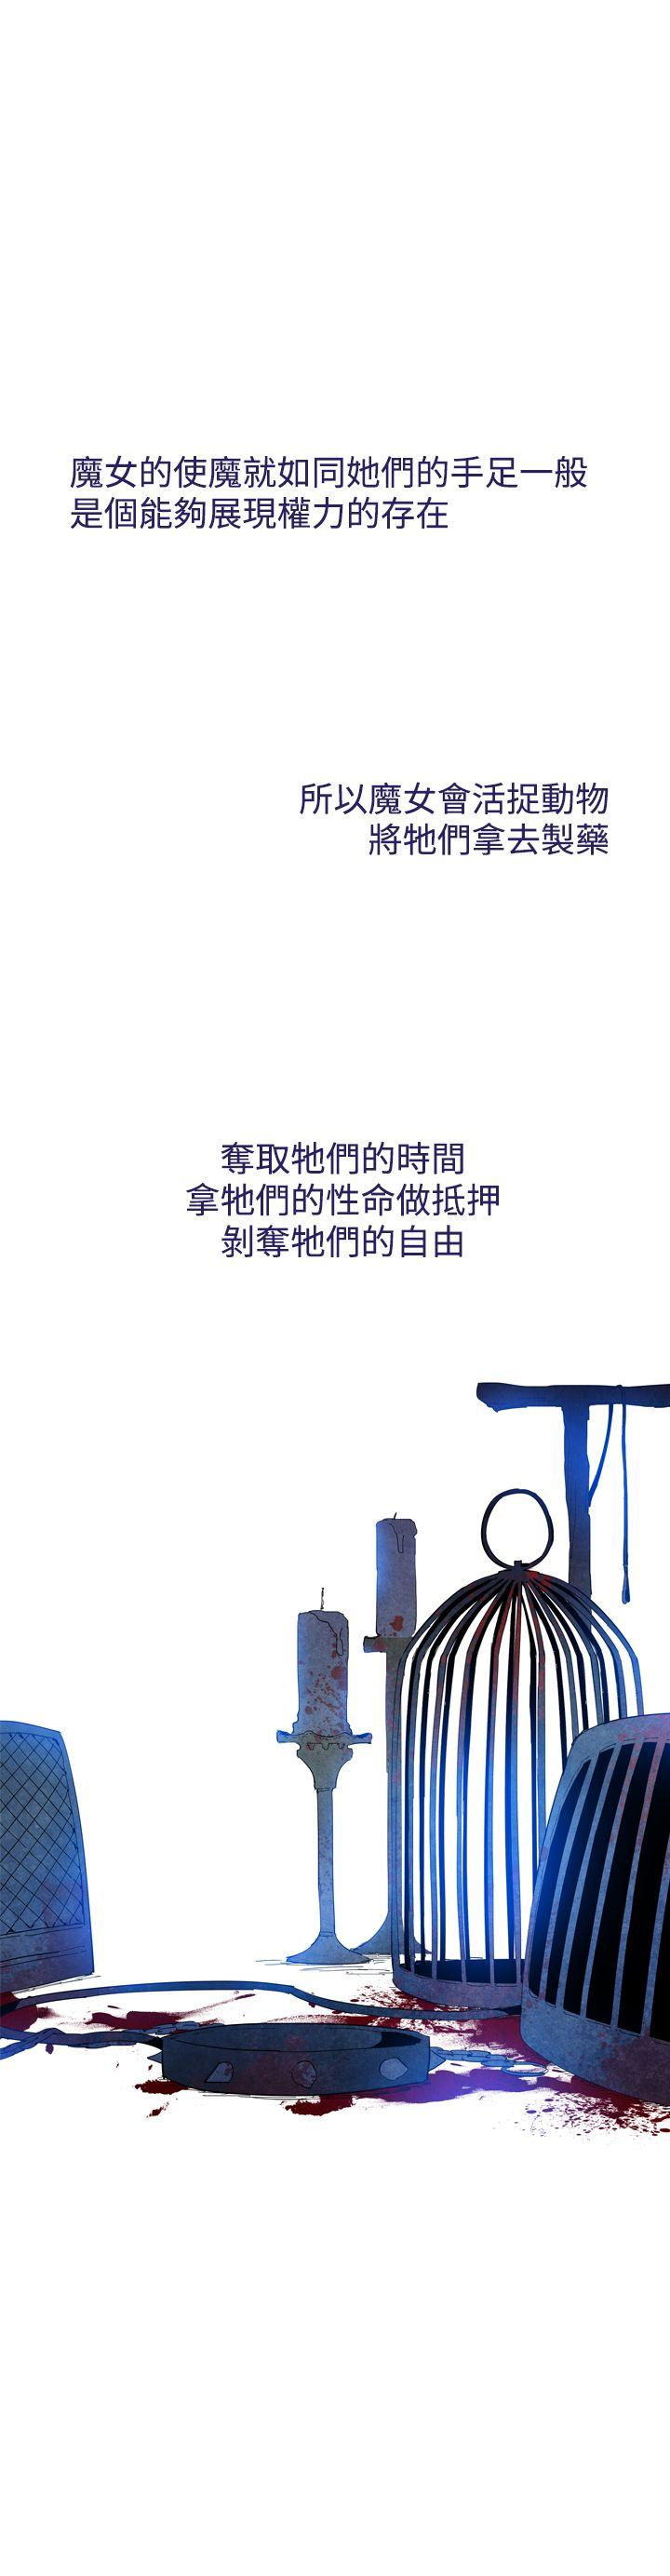 魔女的使魔就如同她們的手足一般
是個能夠展現權力的存在
所以魔女會活捉動物
將牠們拿去製藥
奪取牠們的時間
拿牠們的性命做抵押
剝奪牠們的自由